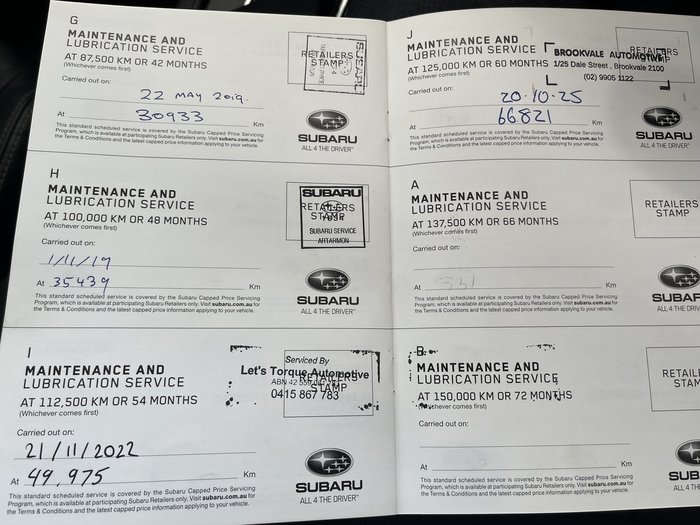 G
MAINTENANCE AND
LUBRICATION SERVICE
AT 87,500 KM OR 42 MONTHS
(Whichever comes first)
RETAILERS
STAMP
Carried out on:
22 MAY 2019.
At 30933 Km
This standard scheduled service is covered by the Subaru Capped Price Servicing
Program, which is available at participating Subaru Retailers only. Visit subaru.com.au for
the Terms & Conditions and the latest capped price information applying to your vehicle.
SUBARU
ALL 4 THE DRIVER™
H
MAINTENANCE AND
LUBRICATION SERVICE
AT 100,000 KM OR 48 MONTHS
(Whichever comes first)
SUBARU
RETAILERS
STAMP
SUBARU SERVICE
ARTARMON
Carried out on:
1/11/19
At 35439 Km
This standard scheduled service is covered by the Subaru Capped Price Servicing
Program, which is available at participating Subaru Retailers only. Visit subaru.com.au for
the Terms & Conditions and the latest capped price information applying to your vehicle.
SUBARU
ALL 4 THE DRIVER™
I
MAINTENANCE AND
LUBRICATION SERVICE
AT 112,500 KM OR 54 MONTHS
(Whichever comes first)
Serviced By
Let's Torque Automotive
RETAILERS
ABN 42
STAMP
0415 867 783
Carried out on:
21/11/2022
At 49,975 Km
This standard scheduled service is covered by the Subaru Capped Price Servicing
Program, which is available at participating Subaru Retailers only. Visit subaru.com.au for
the Terms & Conditions and the latest capped price information applying to your vehicle.
SUBARU
ALL 4 THE DRIVER™
J
MAINTENANCE AND
LUBRICATION SERVICE
AT 125,000 KM OR 60 MONTHS
(Whichever comes first)
RETAILERS
STAMP
BROOKVALE AUTOMOTIVE
1/25 Dale Street, Brookvale 2100
(02) 9905 1122
Carried out on:
20-10-25
At 66821 Km
This standard scheduled service is covered by the Subaru Capped Price Servicing
Program, which is available at participating Subaru Retailers only. Visit subaru.com.au for
the Terms & Conditions and the latest capped price information applying to your vehicle.
SUBARU
ALL 4 THE DRIVER™
A
MAINTENANCE AND
LUBRICATION SERVICE
AT 137,500 KM OR 66 MONTHS
(Whichever comes first)
RETAILERS
STAMP
Carried out on:
At Km
This standard scheduled service is covered by the Subaru Capped Price Servicing
Program, which is available at participating Subaru Retailers only. Visit subaru.com.au for
the Terms & Conditions and the latest capped price information applying to your vehicle.
SUBAR
ALL 4 THE DRIV
B
MAINTENANCE AND
LUBRICATION SERVICE
AT 150,000 KM OR 72 MONTHS
(Whichever comes first)
RETAIL
STAM
Carried out on:
At Km
This standard scheduled service is covered by the Subaru Capped Price Servicing
Program, which is available at participating Subaru Retailers only. Visit subaru.com.au for
the Terms & Conditions and the latest capped price information applying to your vehicle.
SUBA
ALL 4 THE D